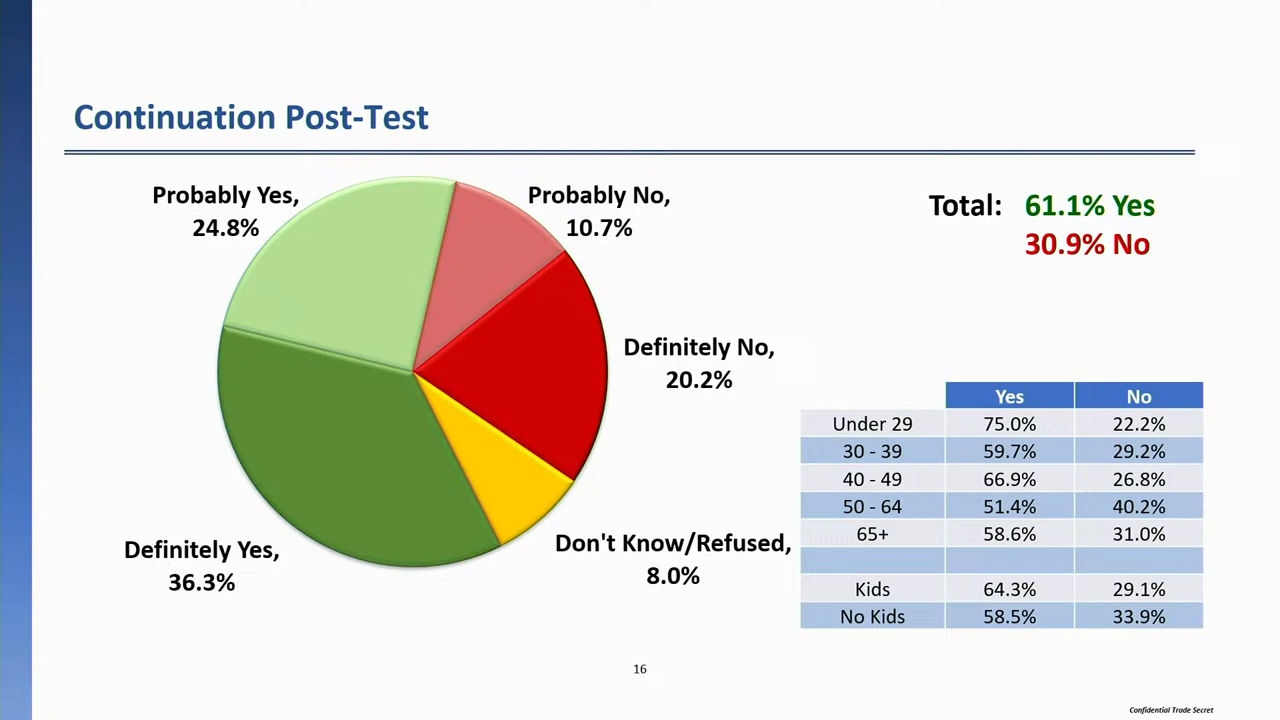 Continuation Post-Test
Probably Yes,
24.8%
Probably No,
10.7%
Total: 61.1% Yes
30.9% No
Definitely No,
20.2%
Definitely Yes,
36.3%
Don't Know/Refused,
8.0%
Yes No
Under 29 75.0% 22.2%
30 - 39 59.7% 29.2%
40 - 49 66.9% 26.8%
50 - 64 51.4% 40.2%
65+ 58.6% 31.0%
Kids 64.3% 29.1%
No Kids 58.5% 33.9%
16
Confidential Trade Secret